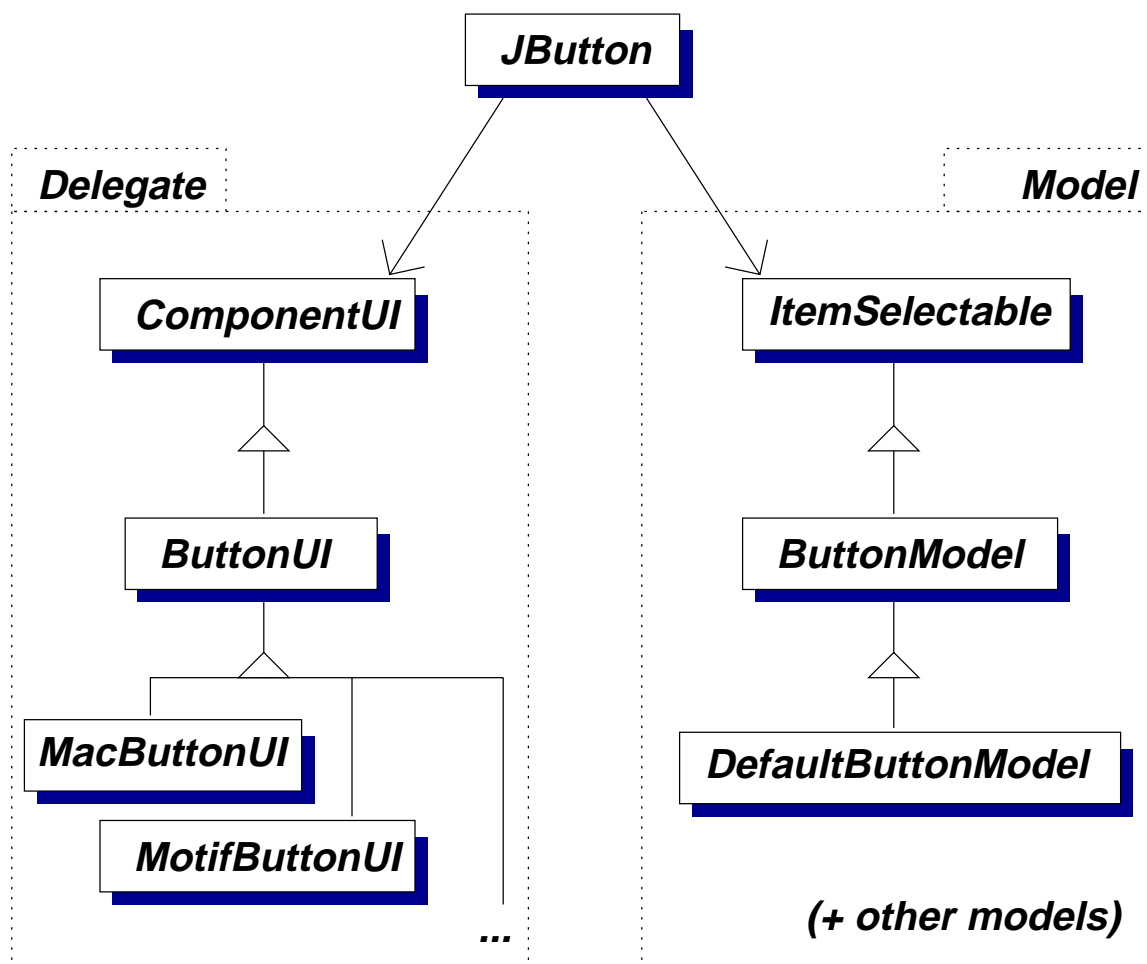 JButton
Delegate
Model
ComponentUI
ItemSelectable
ButtonUI
ButtonModel
MacButtonUI
DefaultButtonModel
MotifButtonUI
(+ other models)
...